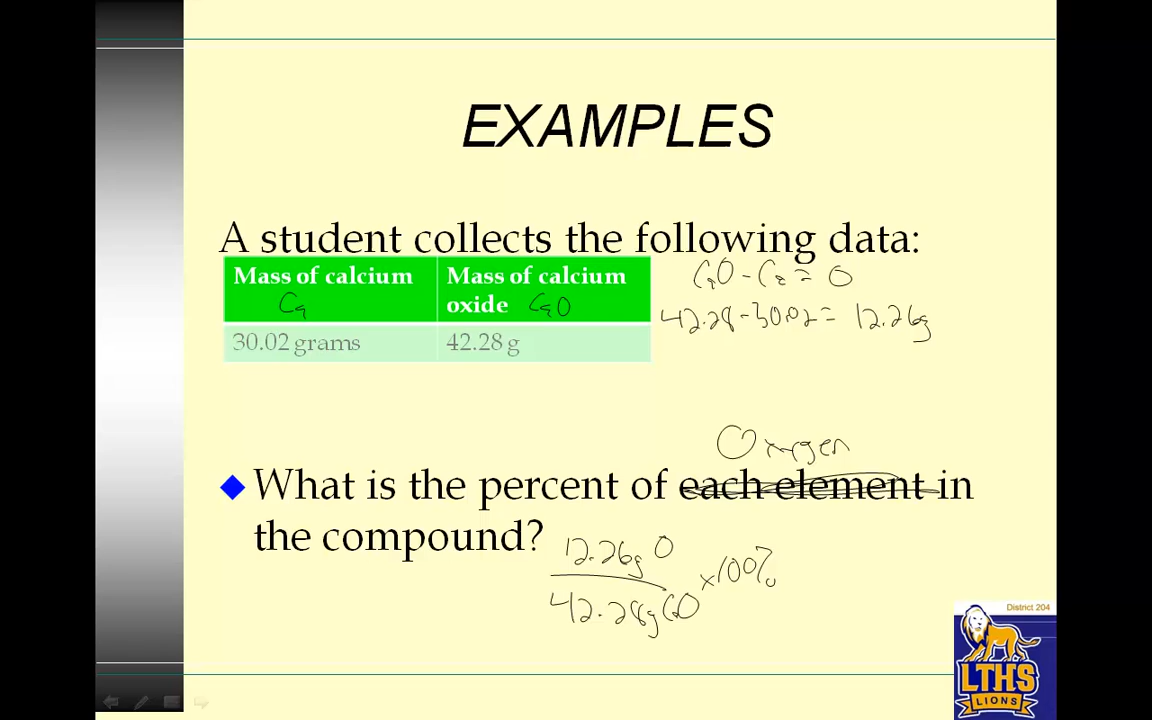 EXAMPLES
A student collects the following data:
Mass of calcium Ca
Mass of calcium oxide CaO
CaO - Ca = O
30.02 grams
42.28 g
42.28 - 30.02 = 12.26g
Oxygen
What is the percent of each element in
the compound?
12.26g O
42.28g CaO
x100%
District 204
LTHS
LIONS